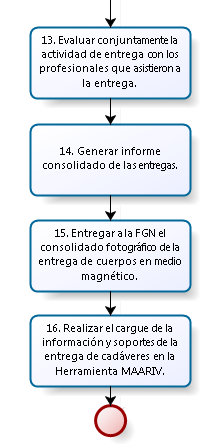 13. Evaluar conjuntamente la
actividad de entrega con los
profesionales que asistieron a
la entrega.
14. Generar informe
consolidado de las entregas.
15. Entregar a la FGN el
consolidado fotográfico de la
entrega de cuerpos en medio
magnético.
16. Realizar el cargue de la
información y soportes de la
entrega de cadáveres en la
Herramienta MAARIV.